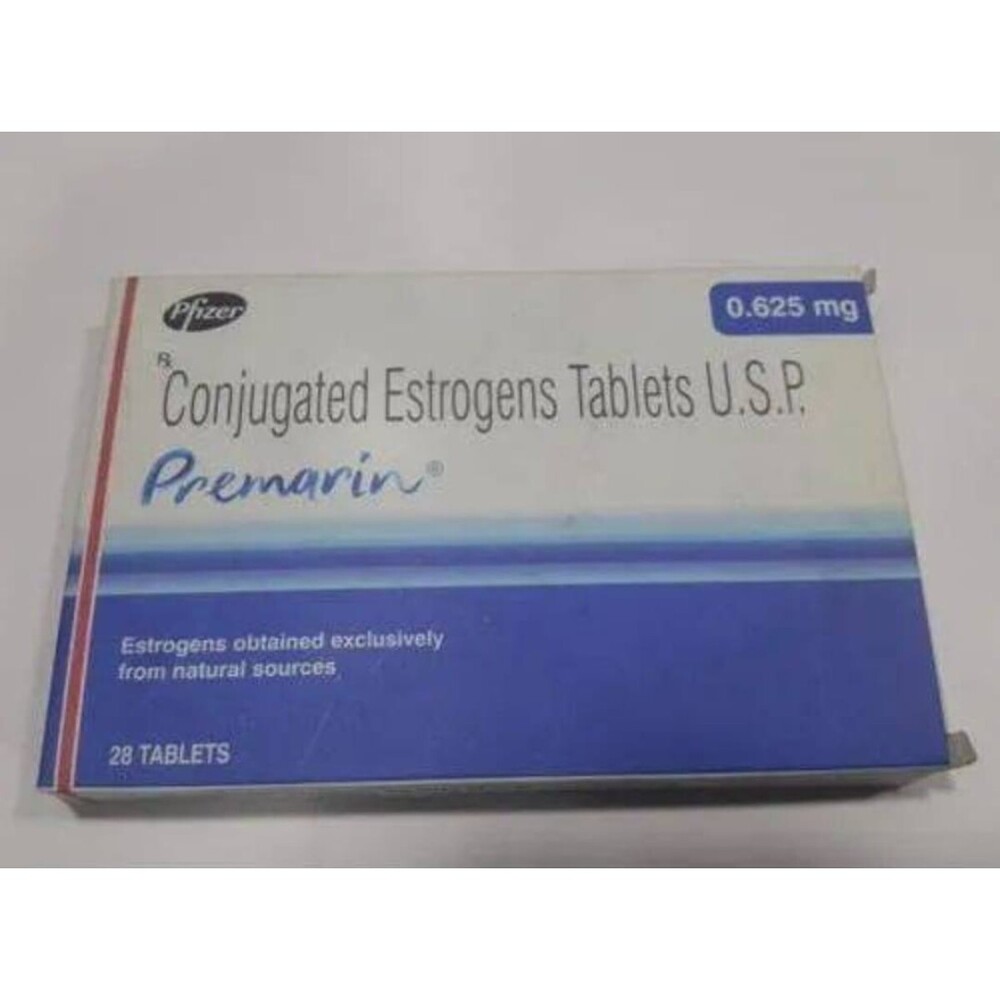 Pfizer
0.625 mg
℞
Conjugated Estrogens Tablets U.S.P.
Premarin®
Estrogens obtained exclusively
from natural sources
28 TABLETS